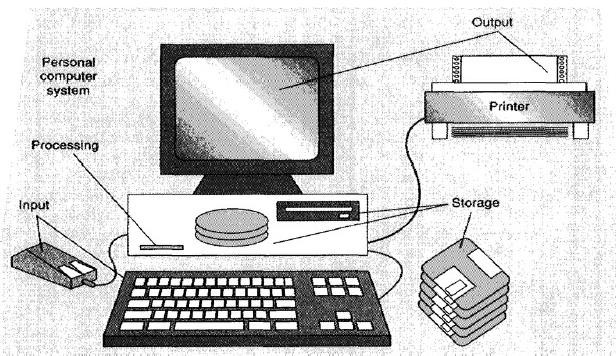 Output
Personal
computer
system
Printer
Processing
Input
Storage